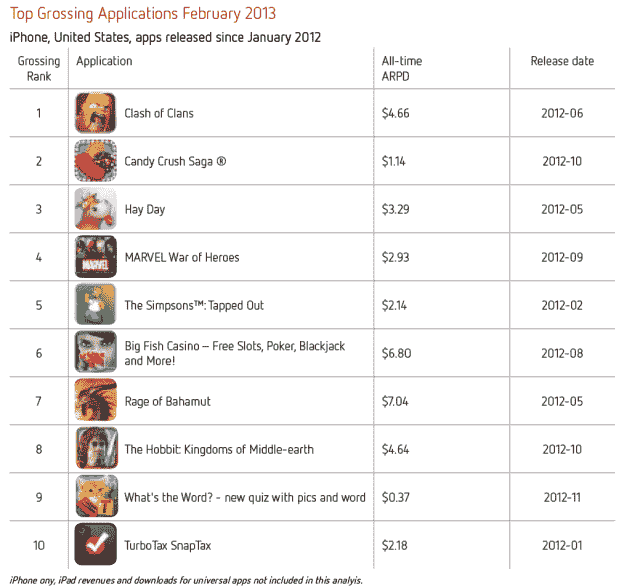 Top Grossing Applications February 2013
iPhone, United States, apps released since January 2012
Grossing Rank Application All-time ARPD Release date
1 Clash of Clans $4.66 2012-06
2 Candy Crush Saga ® $1.14 2012-10
3 Hay Day $3.29 2012-05
4 MARVEL War of Heroes $2.93 2012-09
5 The Simpsons™: Tapped Out $2.14 2012-02
6 Big Fish Casino – Free Slots, Poker, Blackjack and More! $6.80 2012-08
7 Rage of Bahamut $7.04 2012-05
8 The Hobbit: Kingdoms of Middle-earth $4.64 2012-10
9 What's the Word? - new quiz with pics and word $0.37 2012-11
10 TurboTax SnapTax $2.18 2012-01
iPhone ony, iPad revenues and downloads for universal apps not included in this analyis.